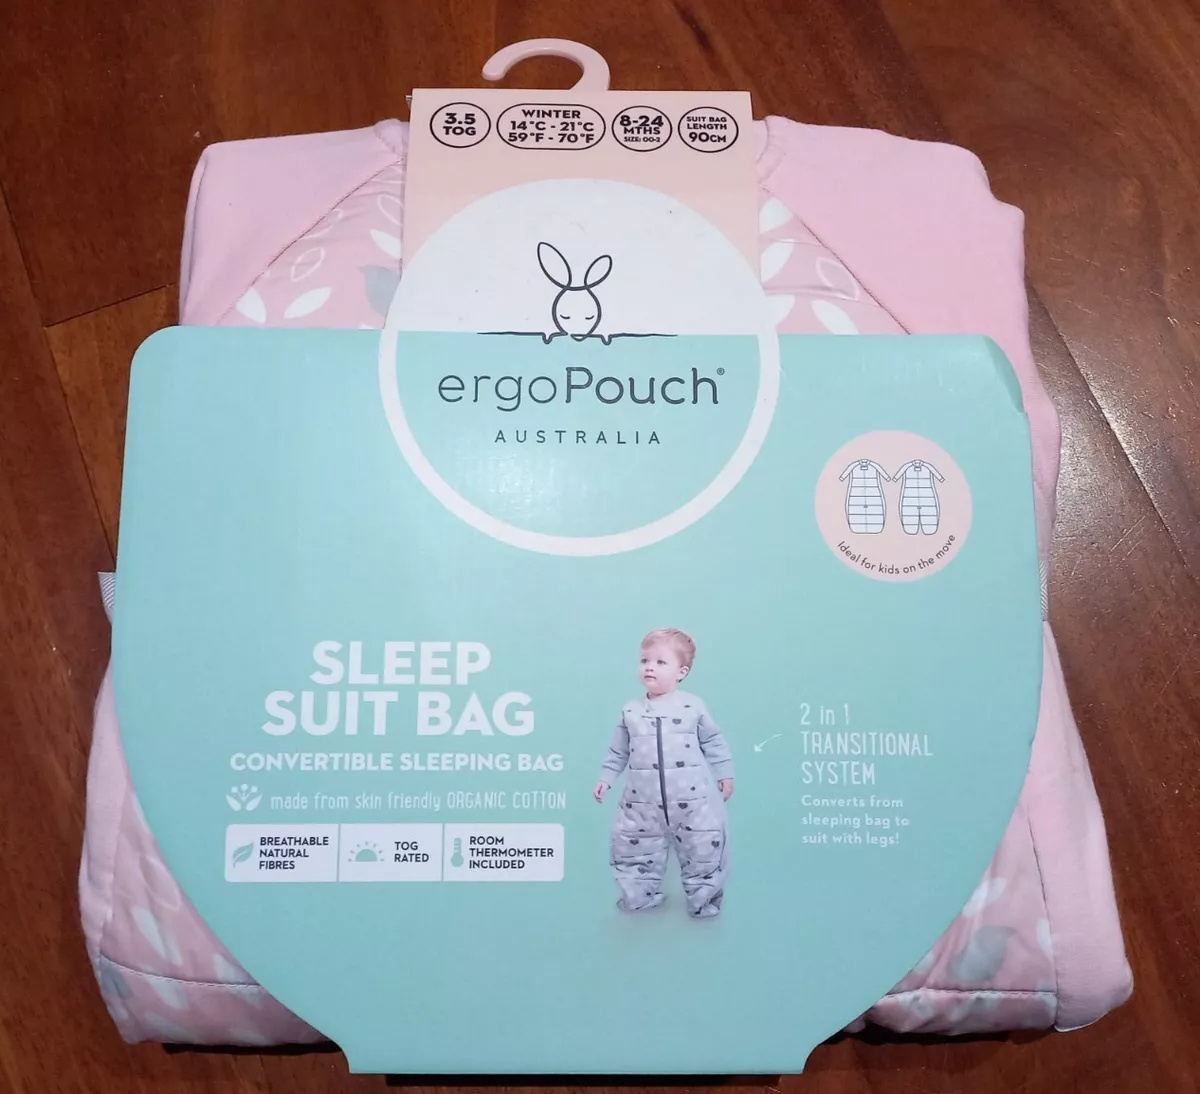 3.5
TOG
WINTER
14°C - 21°C
59°F - 70°F
8-24
MTHS
SIZE: 00-2
SUIT BAG
LENGTH
90CM
ergoPouch®
AUSTRALIA
Ideal for kids on the move
SLEEP
SUIT BAG
CONVERTIBLE SLEEPING BAG
made from skin friendly ORGANIC COTTON
BREATHABLE
NATURAL
FIBRES
TOG
RATED
ROOM
THERMOMETER
INCLUDED
2 in 1
TRANSITIONAL
SYSTEM
Converts from
sleeping bag to
suit with legs!